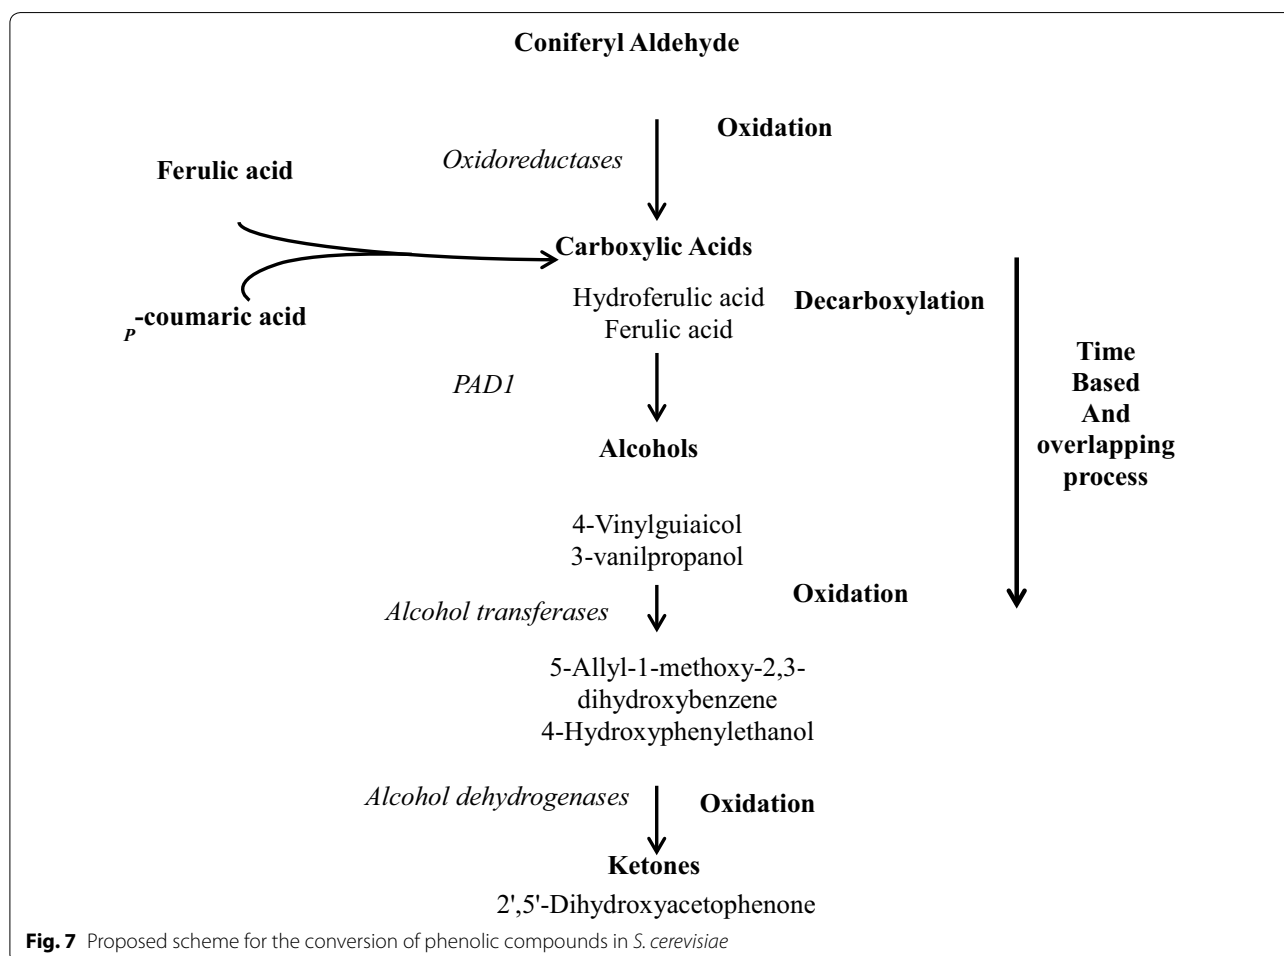 Coniferyl Aldehyde
Oxidation
Oxidoreductases
Ferulic acid
Carboxylic Acids
Hydroferulic acid
Ferulic acid
Decarboxylation
P-coumaric acid
Time
Based
And
overlapping
process
PAD1
Alcohols
4-Vinylguiaicol
3-vanilpropanol
Oxidation
Alcohol transferases
5-Allyl-1-methoxy-2,3-
dihydroxybenzene
4-Hydroxyphenylethanol
Alcohol dehydrogenases
Oxidation
Ketones
2',5'-Dihydroxyacetophenone
Fig. 7 Proposed scheme for the conversion of phenolic compounds in S. cerevisiae